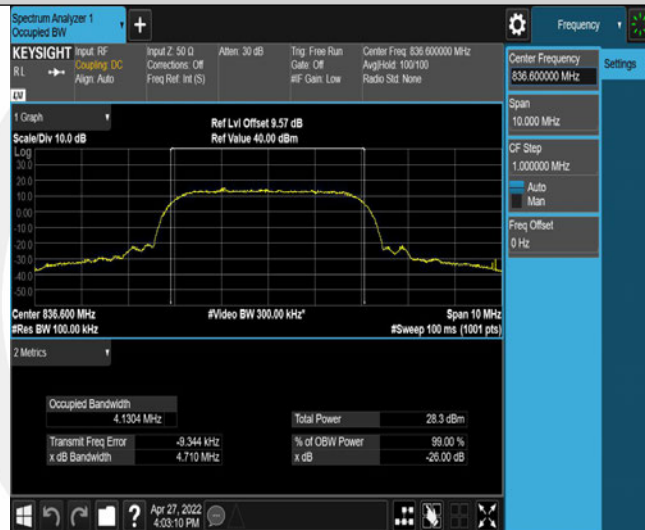 Spectrum Analyzer 1
Occupied BW
Frequency
KEYSIGHT
RL
Input: RF
Coupling: DC
Align: Auto
Input Z: 50 Ω
Corrections: Off
Freq Ref: Int (S)
Atten: 30 dB
Trig: Free Run
Gate: Off
#IF Gain: Low
Center Freq: 836.600000 MHz
Avg|Hold: 100/100
Radio Std: None
1 Graph
Scale/Div 10.0 dB
Ref Lvl Offset 9.57 dB
Ref Value 40.00 dBm
Log
30.0
20.0
10.0
0.00
-10.0
-20.0
-30.0
-40.0
-50.0
Center 836.600 MHz
#Res BW 100.00 kHz
#Video BW 300.00 kHz*
Span 10 MHz
#Sweep 100 ms (1001 pts)
2 Metrics
Occupied Bandwidth
4.1304 MHz
Total Power 28.3 dBm
Transmit Freq Error -9.344 kHz
% of OBW Power 99.00 %
x dB Bandwidth 4.710 MHz
x dB -26.00 dB
Center Frequency
836.600000 MHz
Settings
Span
10.000 MHz
CF Step
1.000000 MHz
Auto
Man
Freq Offset
0 Hz
?
Apr 27, 2022
4:03:10 PM